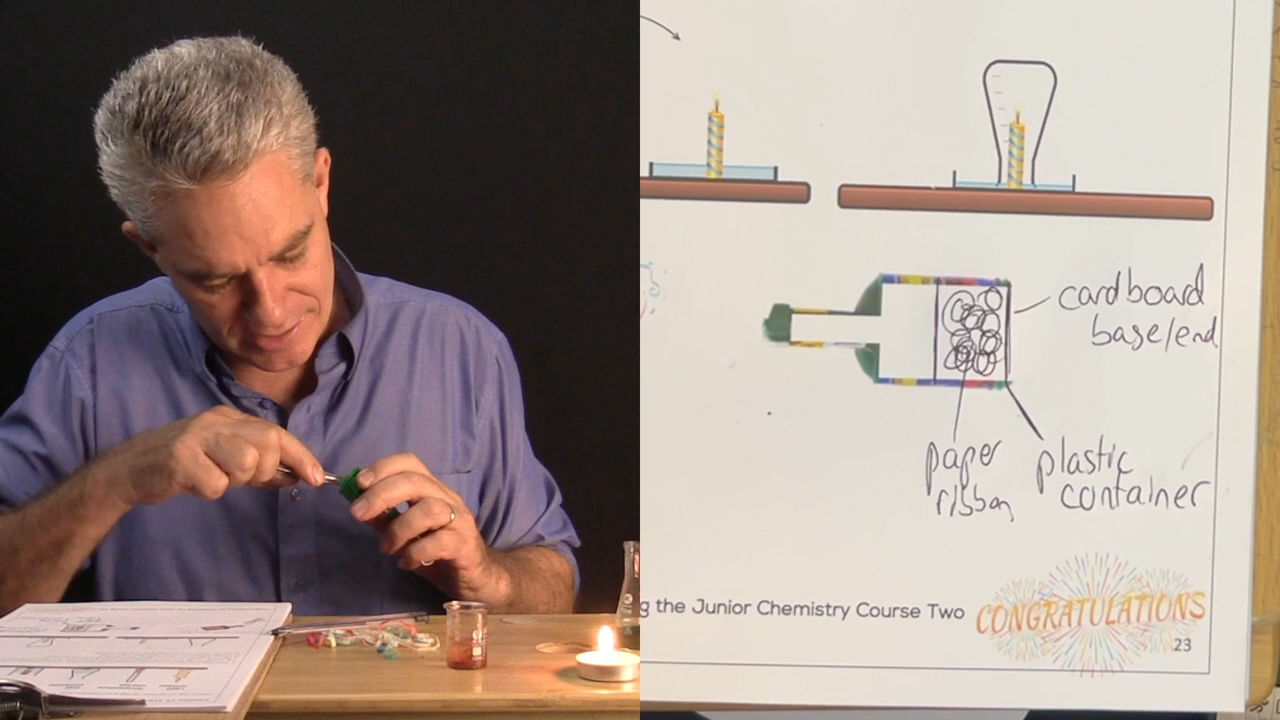 cardboard
base/end
paper
ribbon
plastic
container
g the Junior Chemistry Course Two
CONGRATULATIONS
23